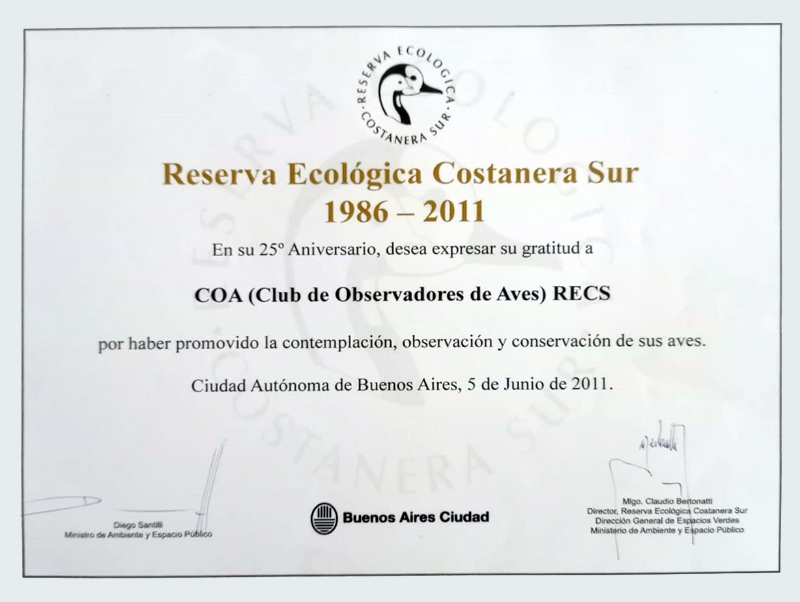 RESERVA ECOLOGICA
· COSTANERA SUR ·
Reserva Ecológica Costanera Sur
1986 – 2011
En su 25º Aniversario, desea expresar su gratitud a
COA (Club de Observadores de Aves) RECS
por haber promovido la contemplación, observación y conservación de sus aves.
Ciudad Autónoma de Buenos Aires, 5 de Junio de 2011.
Diego Santilli
Ministro de Ambiente y Espacio Público
Buenos Aires Ciudad
Mlgo. Claudio Bertonatti
Director, Reserva Ecológica Costanera Sur
Dirección General de Espacios Verdes
Ministerio de Ambiente y Espacio Público